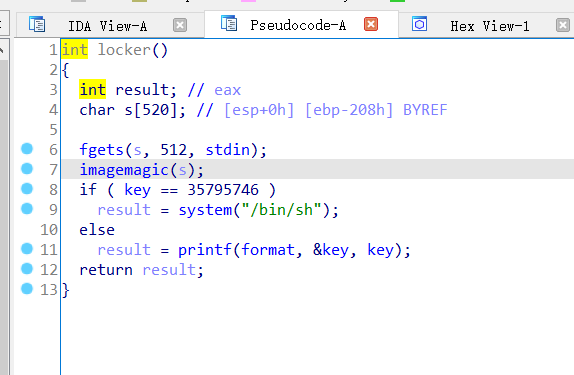 IDA View-A Pseudocode-A Hex View-1
1 int locker()
2 {
3 int result; // eax
4 char s[520]; // [esp+0h] [ebp-208h] BYREF
5
6 fgets(s, 512, stdin);
7 imagemagic(s);
8 if ( key == 35795746 )
9 result = system("/bin/sh");
10 else
11 result = printf(format, &key, key);
12 return result;
13 }